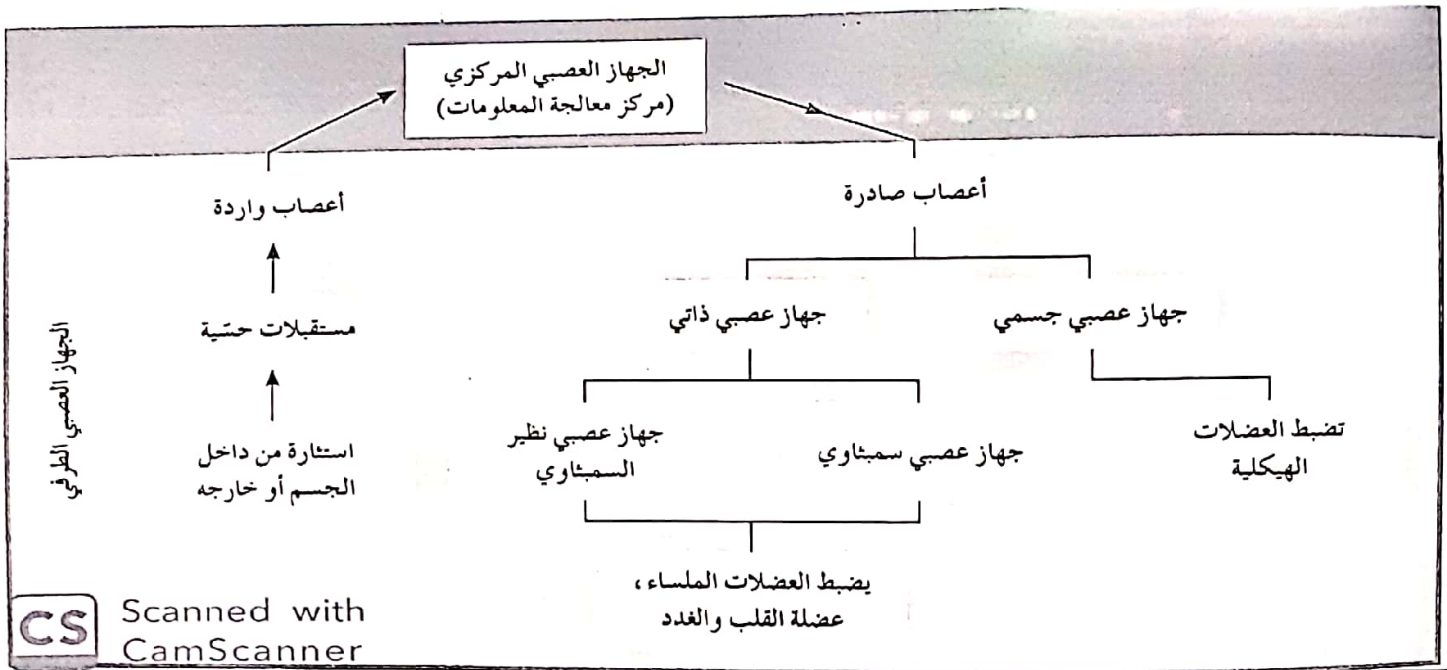 الجهاز العصبي المركزي
(مركز معالجة المعلومات)
أعصاب صادرة
أعصاب واردة
جهاز عصبي جسمي
جهاز عصبي ذاتي
مستقبلات حسّية
تضبط العضلات
الهيكلية
جهاز عصبي سمبثاوي
جهاز عصبي نظير
السمبثاوي
استثارة من داخل
الجسم أو خارجه
يضبط العضلات الملساء،
عضلة القلب والغدد
الجهاز العصبي الطرفي
CS
Scanned with
CamScanner